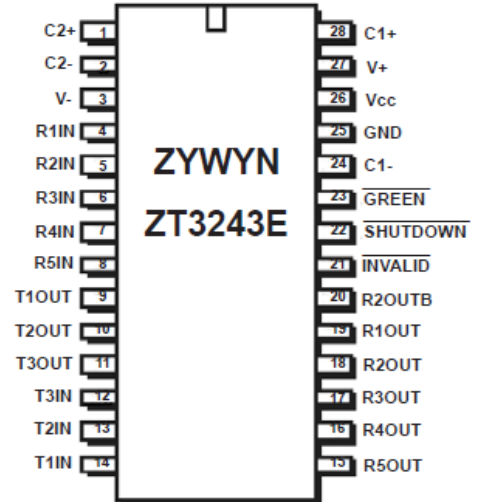 C2+ 1 28 C1+
C2- 2 27 V+
V- 3 26 Vcc
R1IN 4 25 GND
R2IN 5 24 C1-
ZYWYN
R3IN 6 23 GREEN
ZT3243E
R4IN 7 22 SHUTDOWN
R5IN 8 21 INVALID
T1OUT 9 20 R2OUTB
T2OUT 10 19 R1OUT
T3OUT 11 18 R2OUT
T3IN 12 17 R3OUT
T2IN 13 16 R4OUT
T1IN 14 15 R5OUT